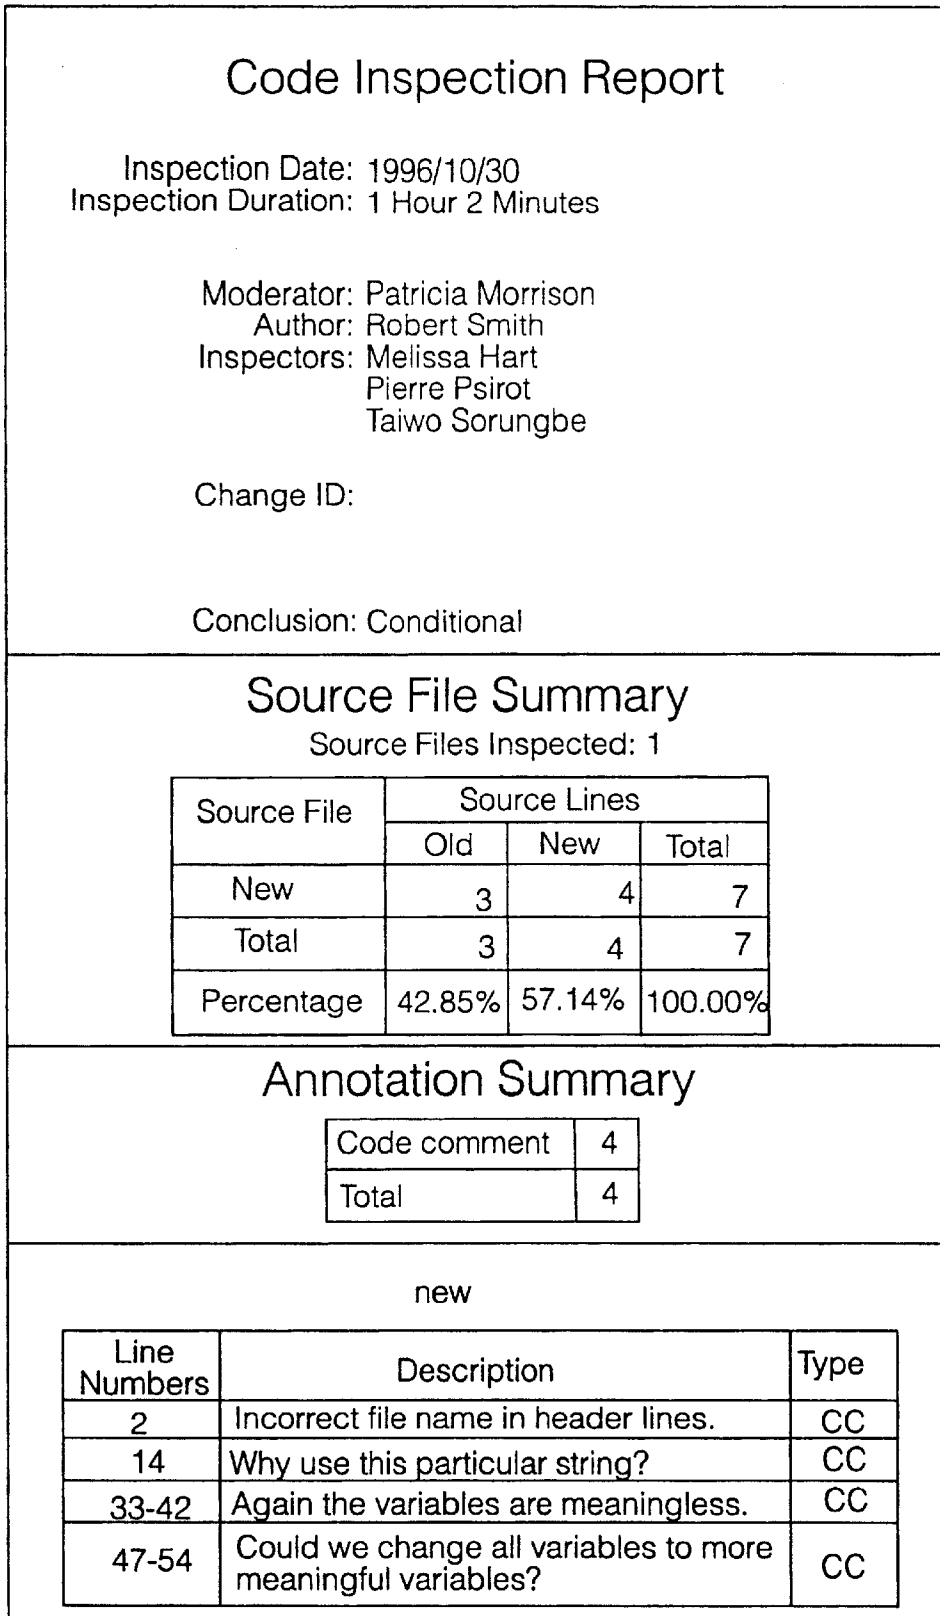 Code Inspection Report
Inspection Date: 1996/10/30
Inspection Duration: 1 Hour 2 Minutes
Moderator: Patricia Morrison
Author: Robert Smith
Inspectors: Melissa Hart
Pierre Psirot
Taiwo Sorungbe
Change ID:
Conclusion: Conditional
Source File Summary
Source Files Inspected: 1
Source File Source Lines
Old New Total
New 3 4 7
Total 3 4 7
Percentage 42.85% 57.14% 100.00%
Annotation Summary
Code comment 4
Total 4
new
Line Numbers Description Type
2 Incorrect file name in header lines. CC
14 Why use this particular string? CC
33-42 Again the variables are meaningless. CC
47-54 Could we change all variables to more
meaningful variables? CC